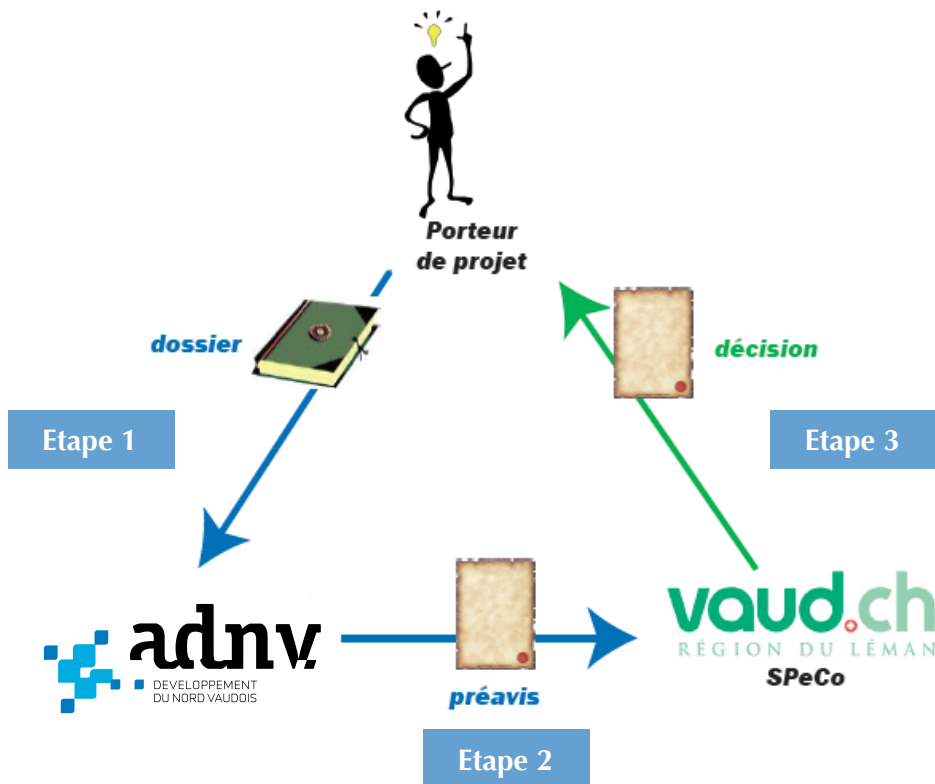 Porteur
de projet
dossier
décision
Etape 1
Etape 3
adnv
DEVELOPPEMENT
DU NORD VAUDOIS
préavis
vaud.ch
RÉGION DU LÉMAN
SPeCo
Etape 2